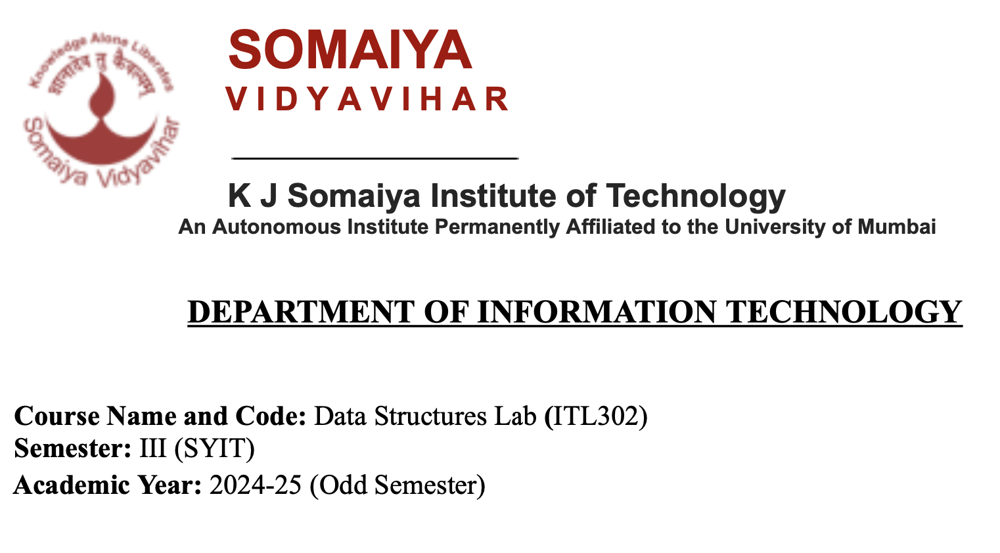 Knowledge Alone Liberates
ज्ञानादेव तु कैवल्यम्
Somaiya Vidyavihar
SOMAIYA
VIDYAVIHAR
K J Somaiya Institute of Technology
An Autonomous Institute Permanently Affiliated to the University of Mumbai
DEPARTMENT OF INFORMATION TECHNOLOGY
Course Name and Code: Data Structures Lab (ITL302)
Semester: III (SYIT)
Academic Year: 2024-25 (Odd Semester)